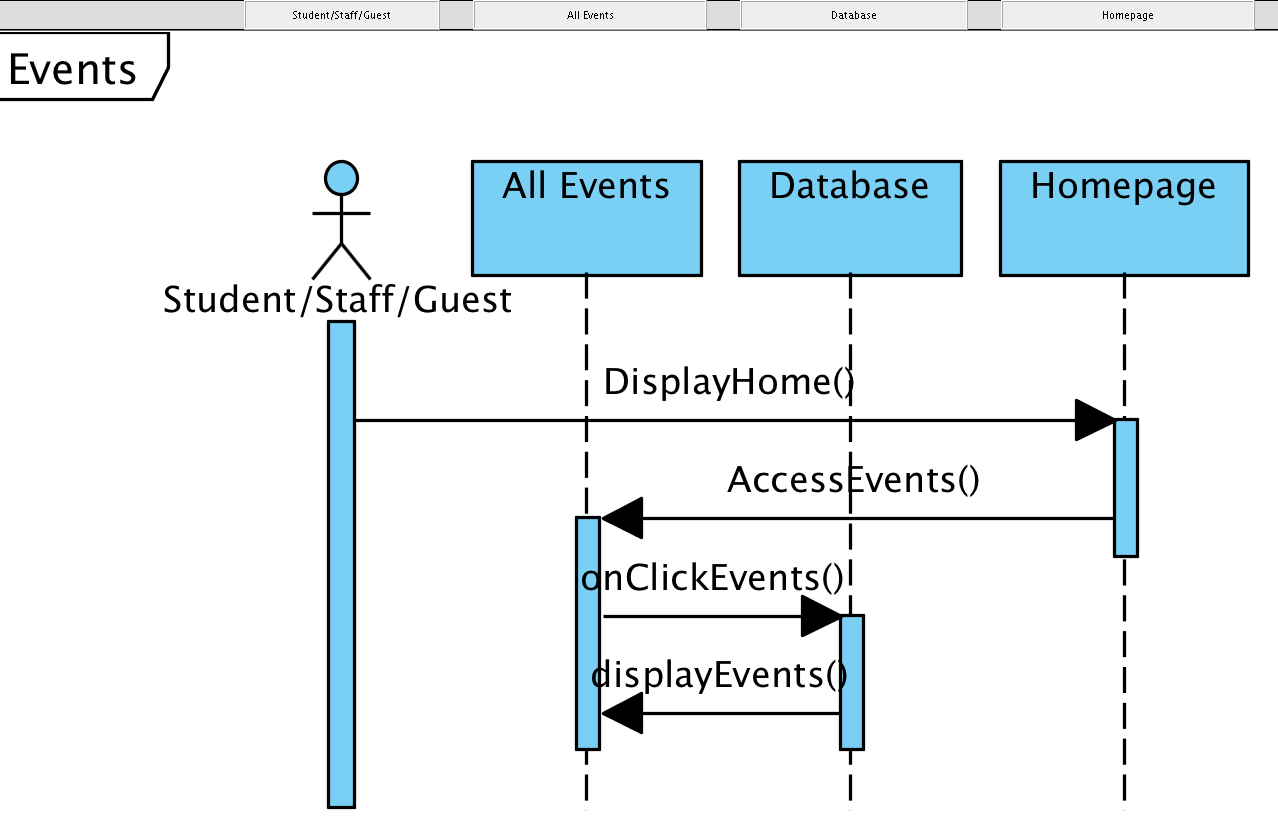 Student/Staff/Guest
All Events
Database
Homepage
Events
All Events
Database
Homepage
Student/Staff/Guest
DisplayHome()
AccessEvents()
onClickEvents()
displayEvents()